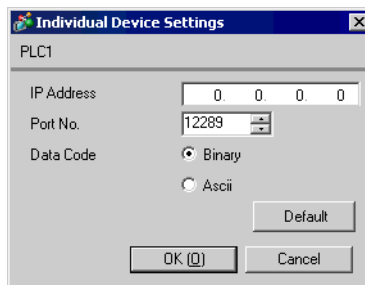 Individual Device Settings
PLC1
IP Address 0. 0. 0. 0
Port No. 12289
Data Code Binary
Ascii
Default
OK (O) Cancel